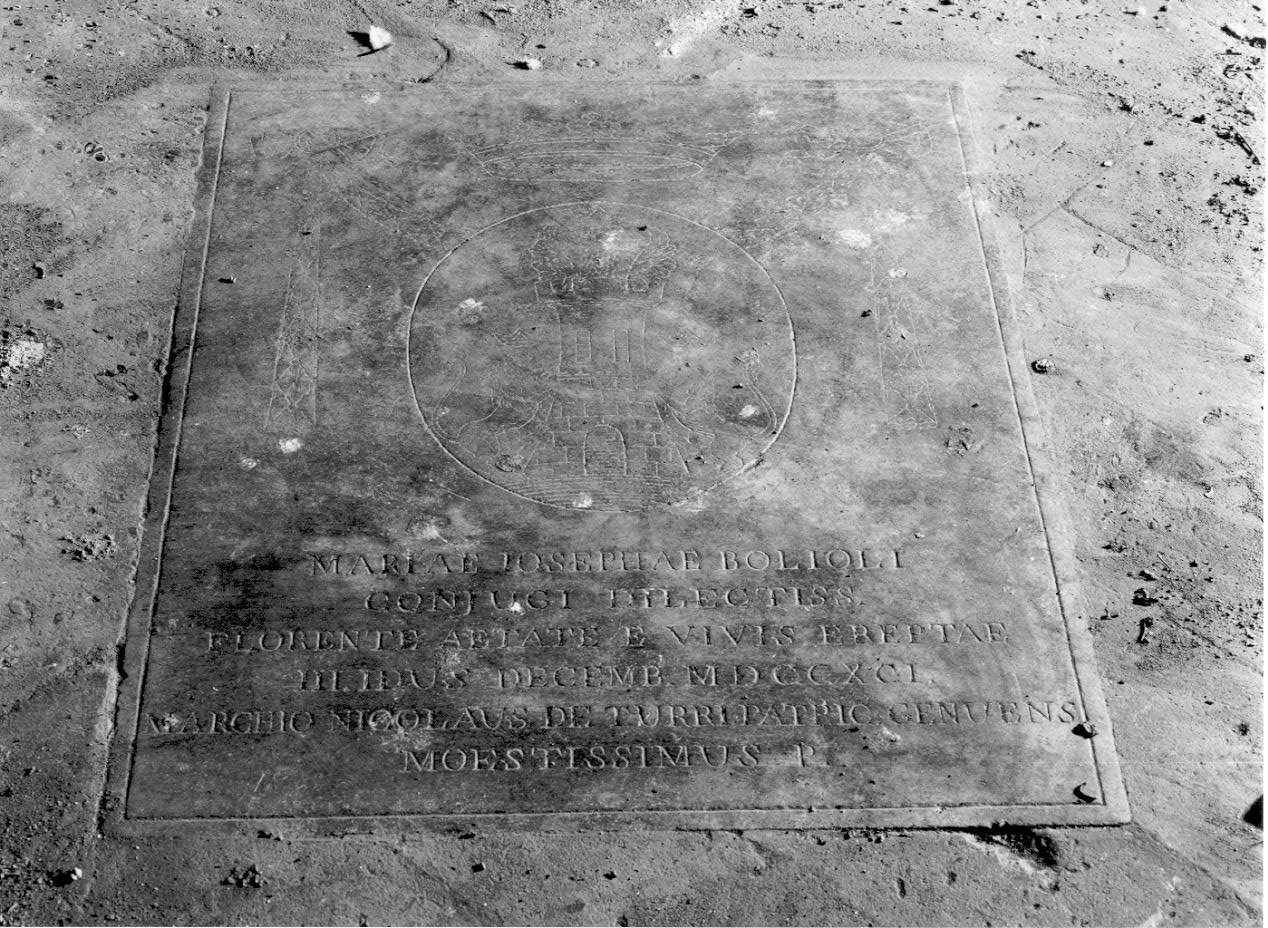 MARIAE IOSEPHAE BOLIOLI
CONJUGI DILECTISS.
FLORENTE AETATE E VIVIS EREPTAE
III.IDUS DECEMB. MDCCXCI.
MARCHIO NICOLAUS DE TURRI PATRIC. GENUENS
MOESTISSIMUS P.